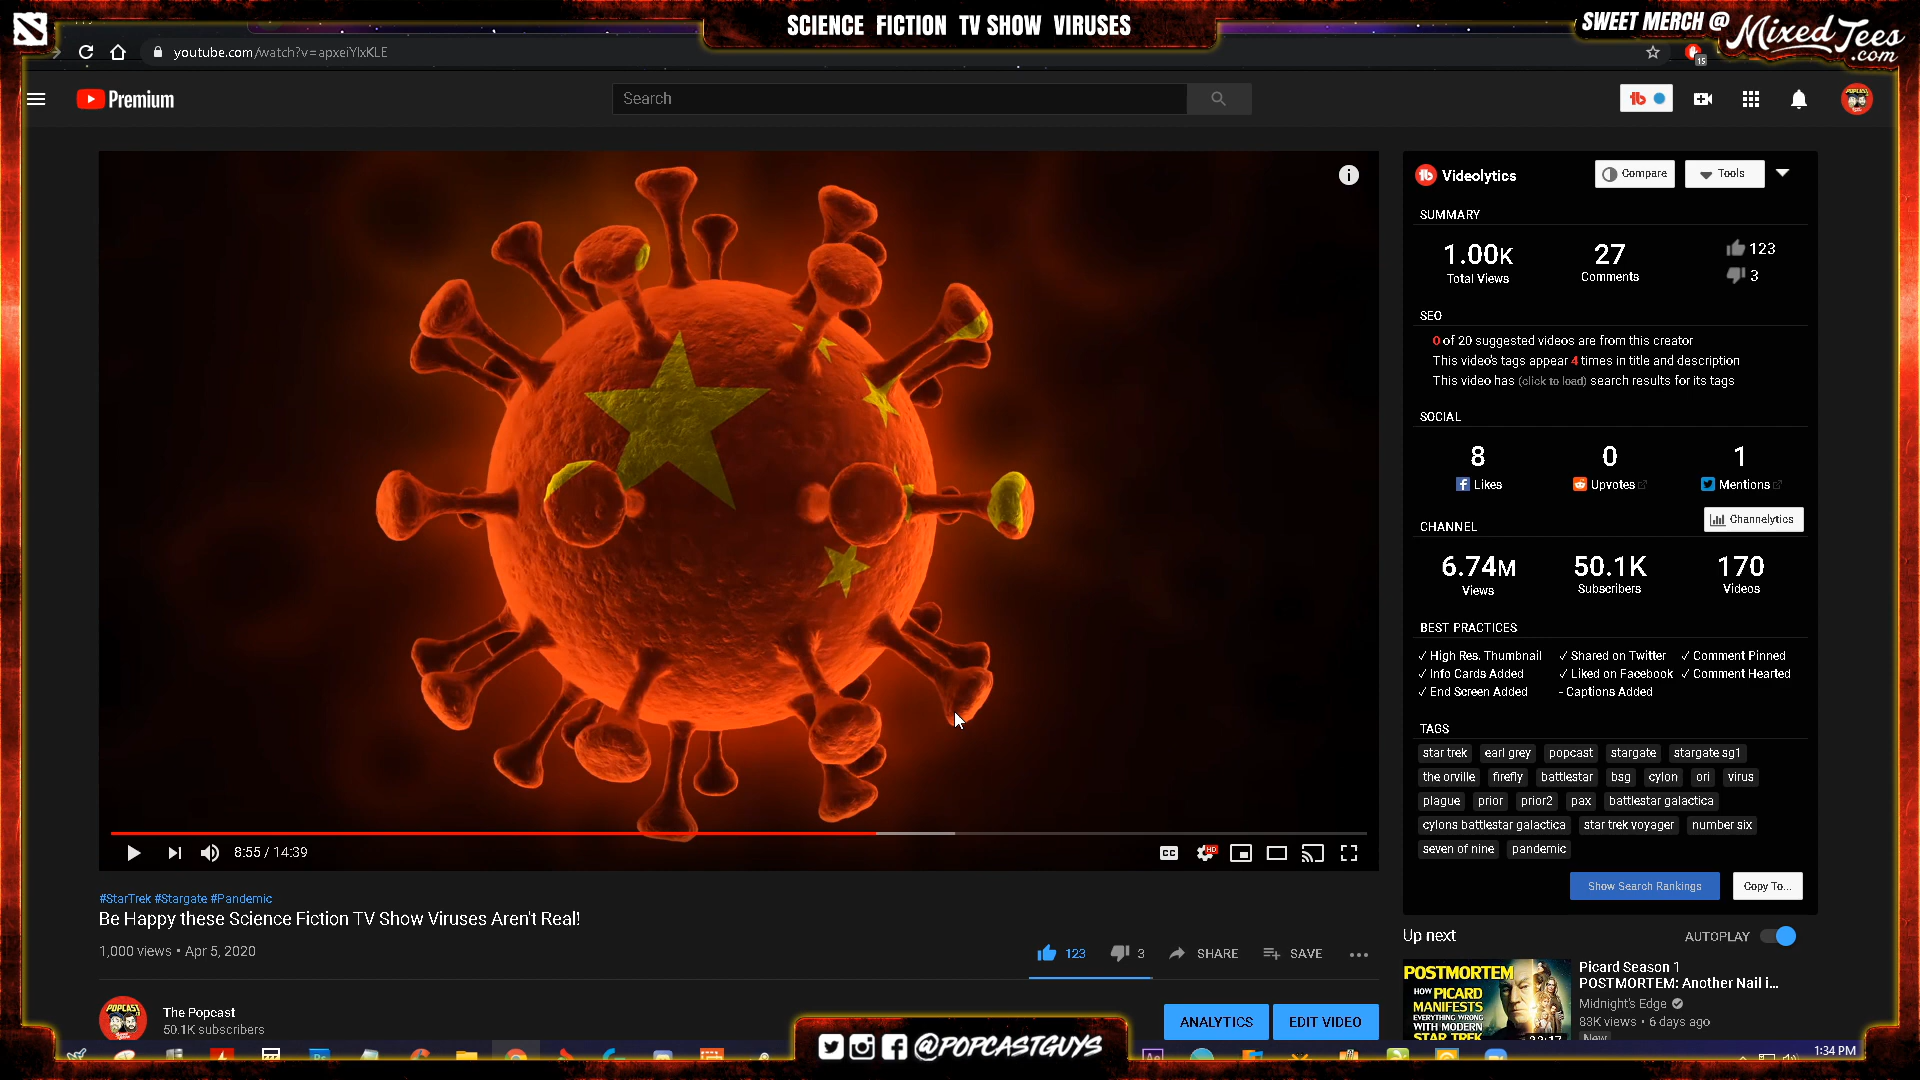 SCIENCE FICTION TV SHOW VIRUSES
SWEET MERCH @ MixedTees.com
youtube.com/watch?v=apxeiYlxKLE
15
Premium
Search
Videolytics
Compare
Tools
SUMMARY
1.00K
Total Views
27
Comments
123
3
SEO
0 of 20 suggested videos are from this creator
This video's tags appear 4 times in title and description
This video has (click to load) search results for its tags
SOCIAL
8
Likes
0
Upvotes
1
Mentions
CHANNEL
Channelytics
6.74M
Views
50.1K
Subscribers
170
Videos
BEST PRACTICES
✓ High Res. Thumbnail ✓ Shared on Twitter ✓ Comment Pinned
✓ Info Cards Added ✓ Liked on Facebook ✓ Comment Hearted
✓ End Screen Added - Captions Added
TAGS
star trek earl grey popcast stargate stargate sg1
the orville firefly battlestar bsg cylon ori virus
plague prior prior2 pax battlestar galactica
cylons battlestar galactica star trek voyager number six
seven of nine pandemic
Show Search Rankings
Copy To...
8:55 / 14:39
CC
HD
#StarTrek #Stargate #Pandemic
Be Happy these Science Fiction TV Show Viruses Aren't Real!
1,000 views • Apr 5, 2020
123
3
SHARE
SAVE
The Popcast
50.1K subscribers
ANALYTICS
EDIT VIDEO
Up next
AUTOPLAY
POSTMORTEM
HOW PICARD
MANIFESTS
EVERYTHING WRONG
WITH MODERN
STAR TREK
Picard Season 1
POSTMORTEM: Another Nail i...
Midnight's Edge
83K views • 6 days ago
New
@POPCASTGUYS
1:34 PM